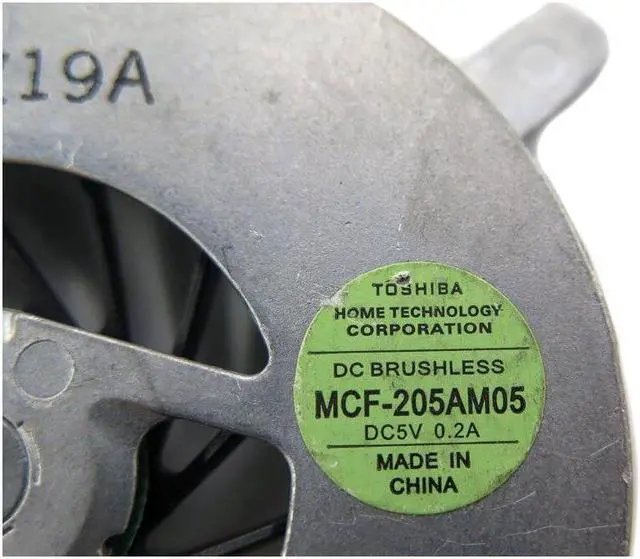 19A
TOSHIBA
HOME TECHNOLOGY
CORPORATION
DC BRUSHLESS
MCF-205AM05
DC5V 0.2A
MADE IN
CHINA